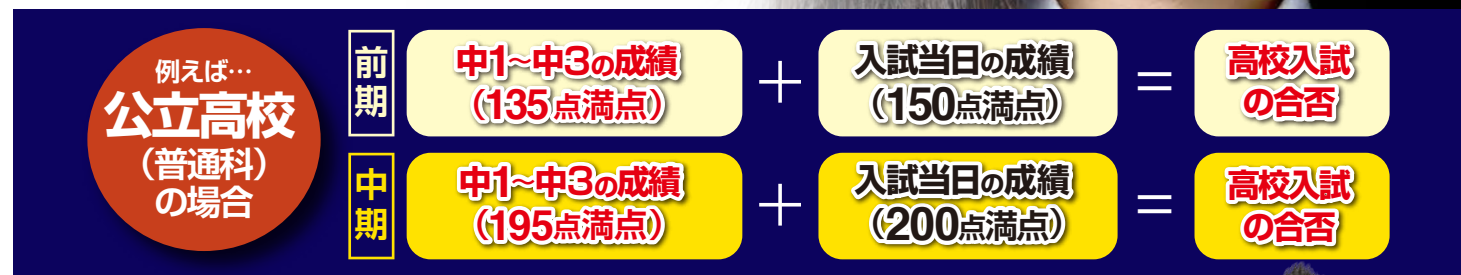 例えば…
公立高校
（普通科）
の場合
前期
中1~中3の成績
（135点満点）
＋
入試当日の成績
（150点満点）
＝
高校入試
の合否
中期
中1~中3の成績
（195点満点）
＋
入試当日の成績
（200点満点）
＝
高校入試
の合否